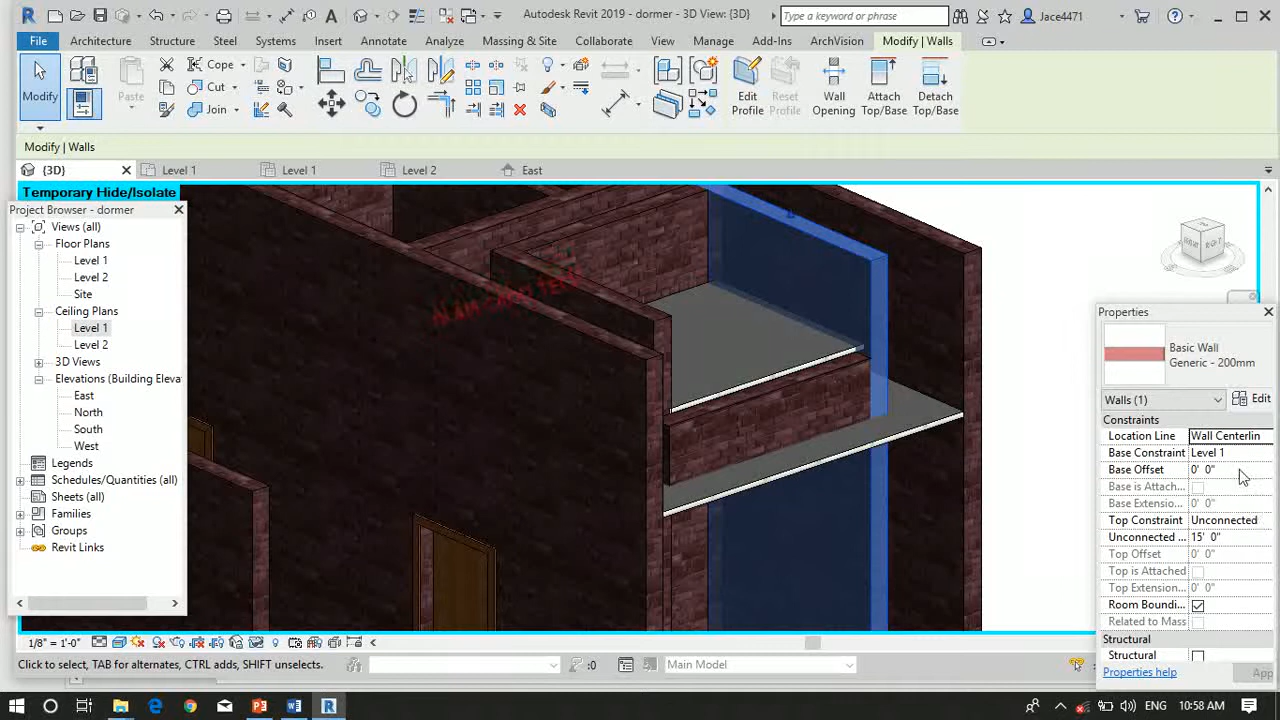 Autodesk Revit 2019 - dormer - 3D View: {3D}
Type a keyword or phrase
Jace4471
File
Architecture
Structure
Steel
Systems
Insert
Annotate
Analyze
Massing & Site
Collaborate
View
Manage
Add-Ins
ArchVision
Modify | Walls
Modify
Paste
Cope
Cut
Join
Edit
Profile
Reset
Profile
Wall
Opening
Attach
Top/Base
Detach
Top/Base
Modify | Walls
{3D}
Level 1
Level 1
Level 2
East
Temporary Hide/Isolate
Project Browser - dormer
Views (all)
Floor Plans
Level 1
Level 2
Site
Ceiling Plans
Level 1
Level 2
3D Views
Elevations (Building Eleva
East
North
South
West
Legends
Schedules/Quantities (all)
Sheets (all)
Families
Groups
Revit Links
FRONT
RIGHT
Properties
Basic Wall
Generic - 200mm
Walls (1)
Edit
Constraints
Location Line Wall Centerlin
Base Constraint Level 1
Base Offset 0' 0"
Base is Attach...
Base Extensio... 0' 0"
Top Constraint Unconnected
Unconnected ... 15' 0"
Top Offset 0' 0"
Top is Attached
Top Extension... 0' 0"
Room Boundi...
Related to Mass
Structural
Structural
Properties help
App
1/8" = 1'-0"
Click to select, TAB for alternates, CTRL adds, SHIFT unselects.
:0
Main Model
ENG
10:58 AM